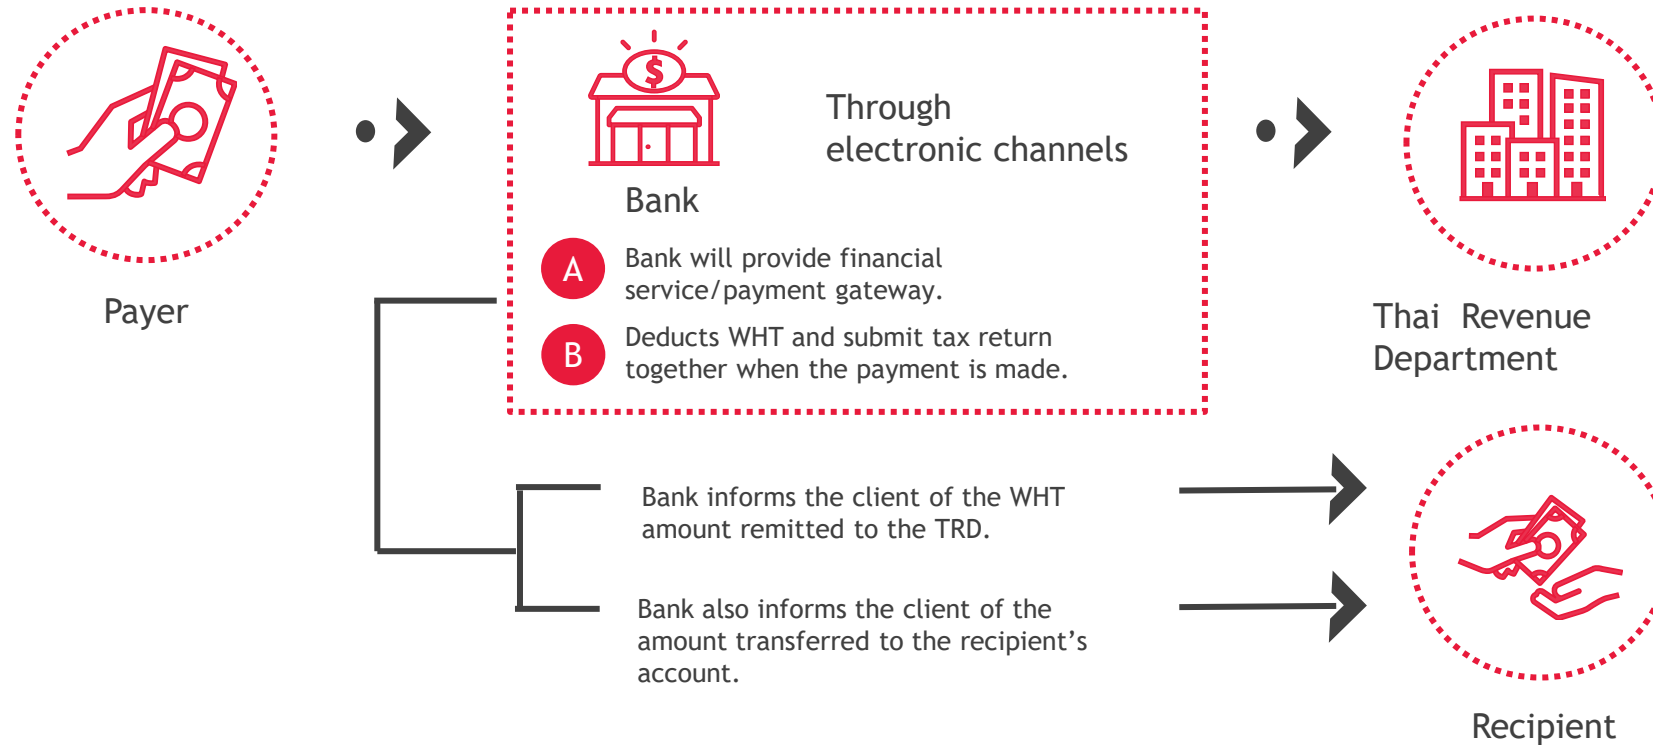 Payer
$
Bank
Through
electronic channels
A
Bank will provide financial
service/payment gateway.
B
Deducts WHT and submit tax return
together when the payment is made.
Thai Revenue
Department
Bank informs the client of the WHT
amount remitted to the TRD.
Bank also informs the client of the
amount transferred to the recipient’s
account.
Recipient